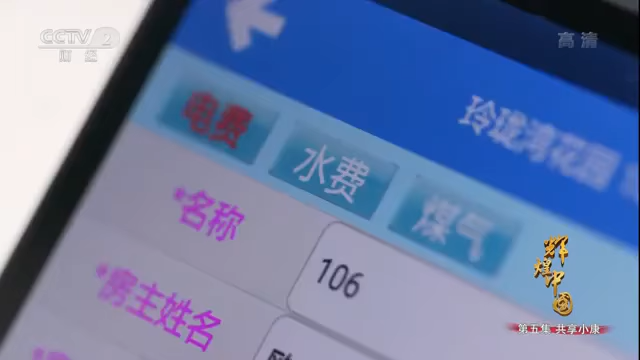 CCTV 2
财经
高清
玲珑湾花园
电费
水费
煤气
*名称
106
*房主姓名
辉煌中国
第五集 共享小康